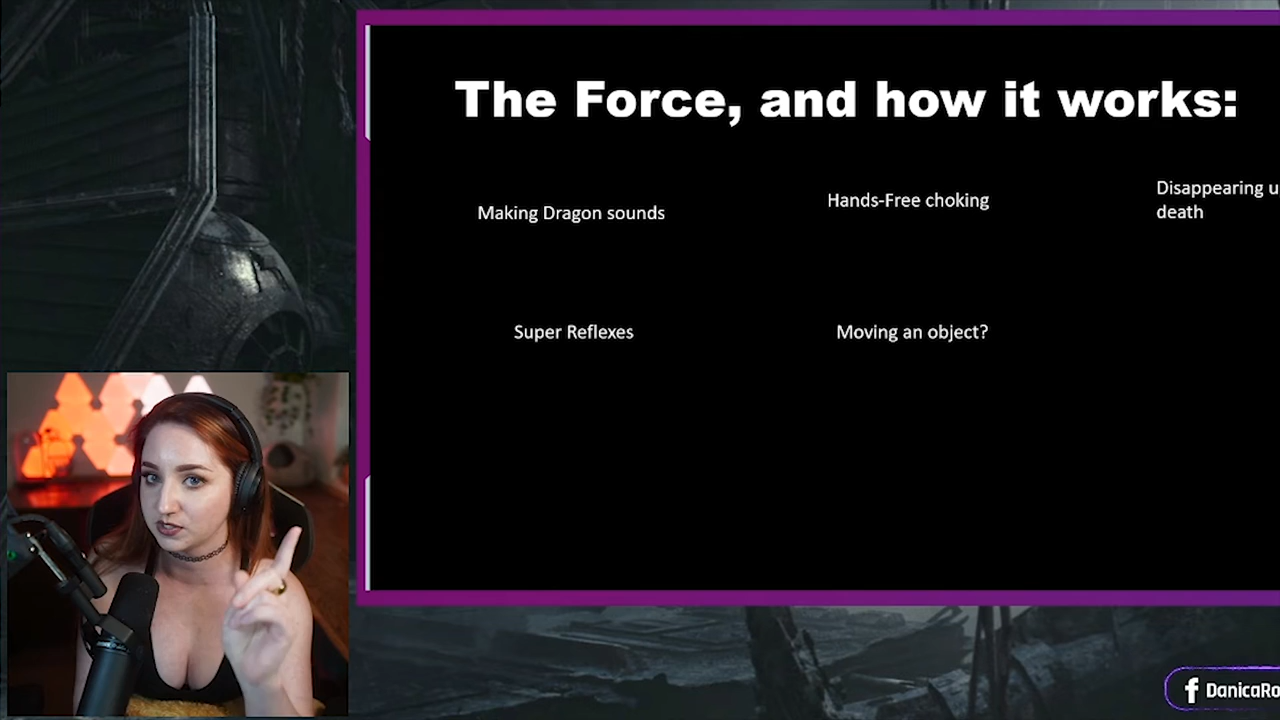 The Force, and how it works:
Making Dragon sounds
Hands-Free choking
Disappearing
death
Super Reflexes
Moving an object?